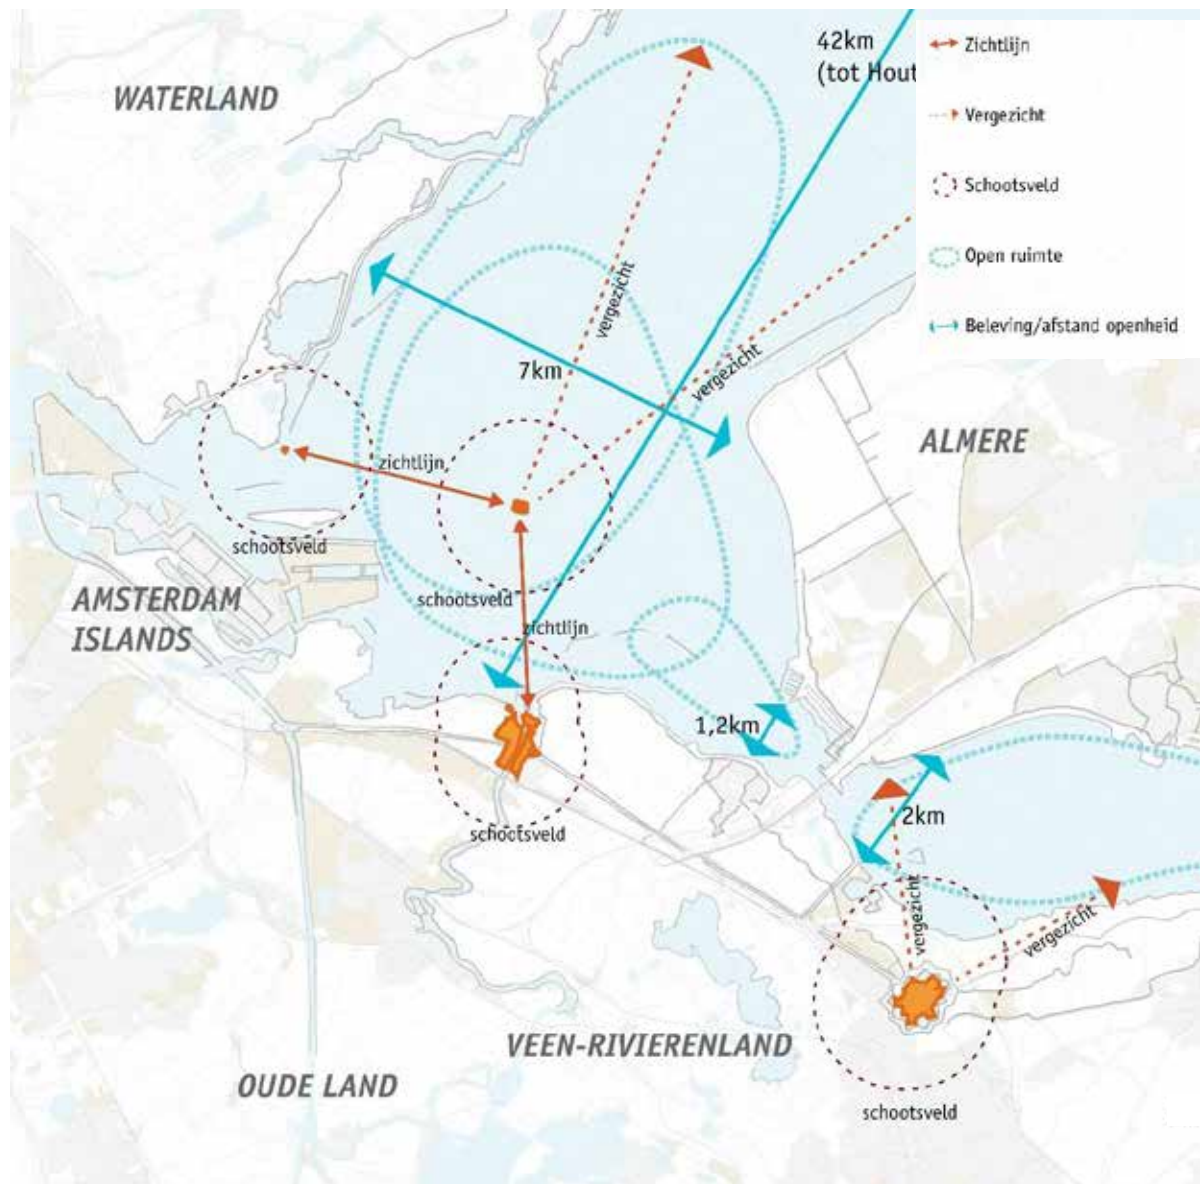 42km
(tot Hout
Zichtlijn
Vergezicht
Schootsveld
Open ruimte
Beleving/afstand openheid
WATERLAND
vergezicht
7km
vergezicht
ALMERE
zichtlijn
schootsveld
schootsveld
AMSTERDAM
ISLANDS
zichtlijn
1,2km
schootsveld
2km
vergezicht
vergezicht
VEEN-RIVIERENLAND
OUDE LAND
schootsveld